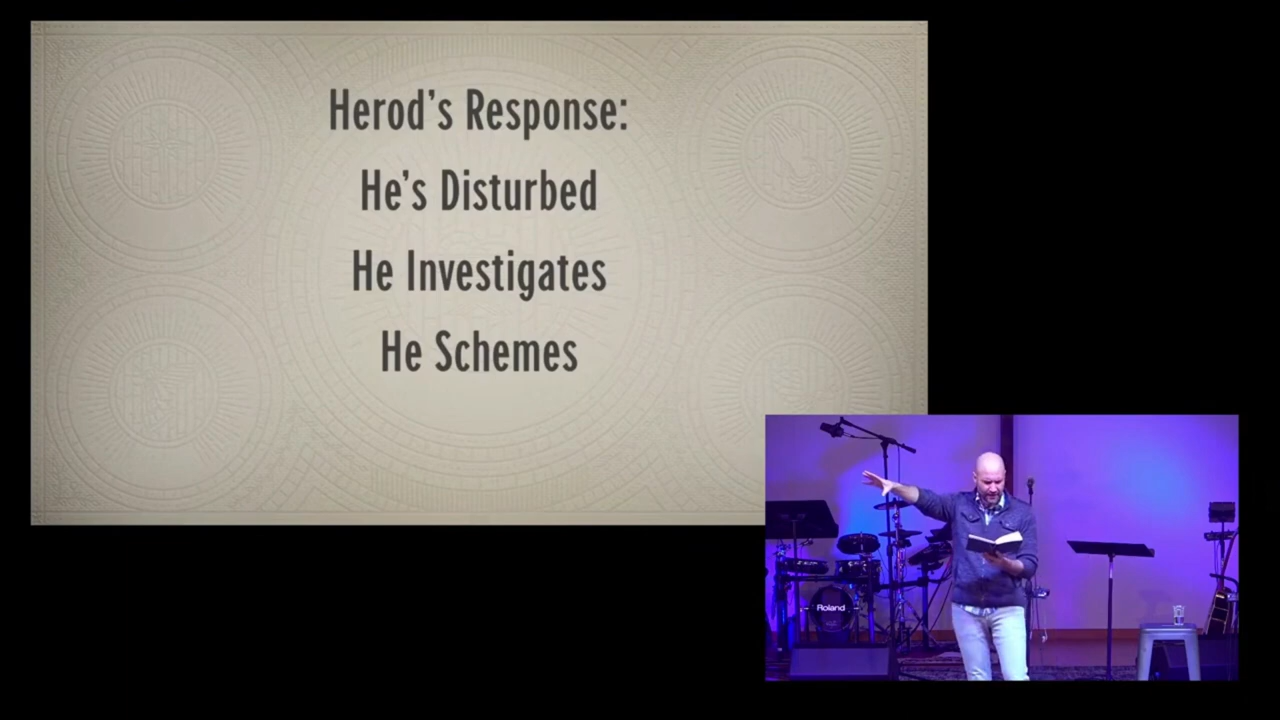 Herod's Response:
He's Disturbed
He Investigates
He Schemes
Roland